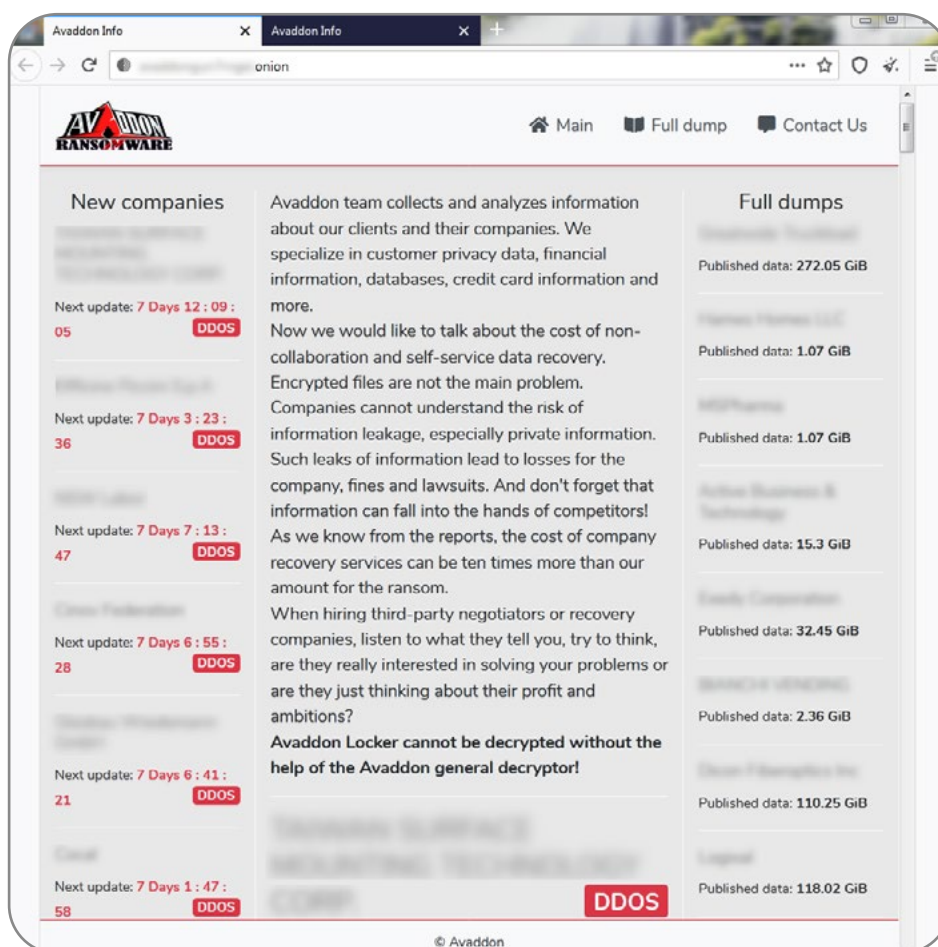 Avaddon Info
Avaddon Info
onion
AVADDON
RANSOMWARE
Main
Full dump
Contact Us
New companies
Next update: 7 Days 12 : 09 :
05
DDOS
Next update: 7 Days 3 : 23 :
36
DDOS
Next update: 7 Days 7 : 13 :
47
DDOS
Next update: 7 Days 6 : 55 :
28
DDOS
Next update: 7 Days 6 : 41 :
21
DDOS
Next update: 7 Days 1 : 47 :
58
DDOS
Avaddon team collects and analyzes information
about our clients and their companies. We
specialize in customer privacy data, financial
information, databases, credit card information and
more.
Now we would like to talk about the cost of non-
collaboration and self-service data recovery.
Encrypted files are not the main problem.
Companies cannot understand the risk of
information leakage, especially private information.
Such leaks of information lead to losses for the
company, fines and lawsuits. And don't forget that
information can fall into the hands of competitors!
As we know from the reports, the cost of company
recovery services can be ten times more than our
amount for the ransom.
When hiring third-party negotiators or recovery
companies, listen to what they tell you, try to think,
are they really interested in solving your problems or
are they just thinking about their profit and
ambitions?
Avaddon Locker cannot be decrypted without the
help of the Avaddon general decryptor!
DDOS
Full dumps
Published data: 272.05 GiB
Published data: 1.07 GiB
Published data: 1.07 GiB
Published data: 15.3 GiB
Published data: 32.45 GiB
Published data: 2.36 GiB
Published data: 110.25 GiB
Published data: 118.02 GiB
© Avaddon